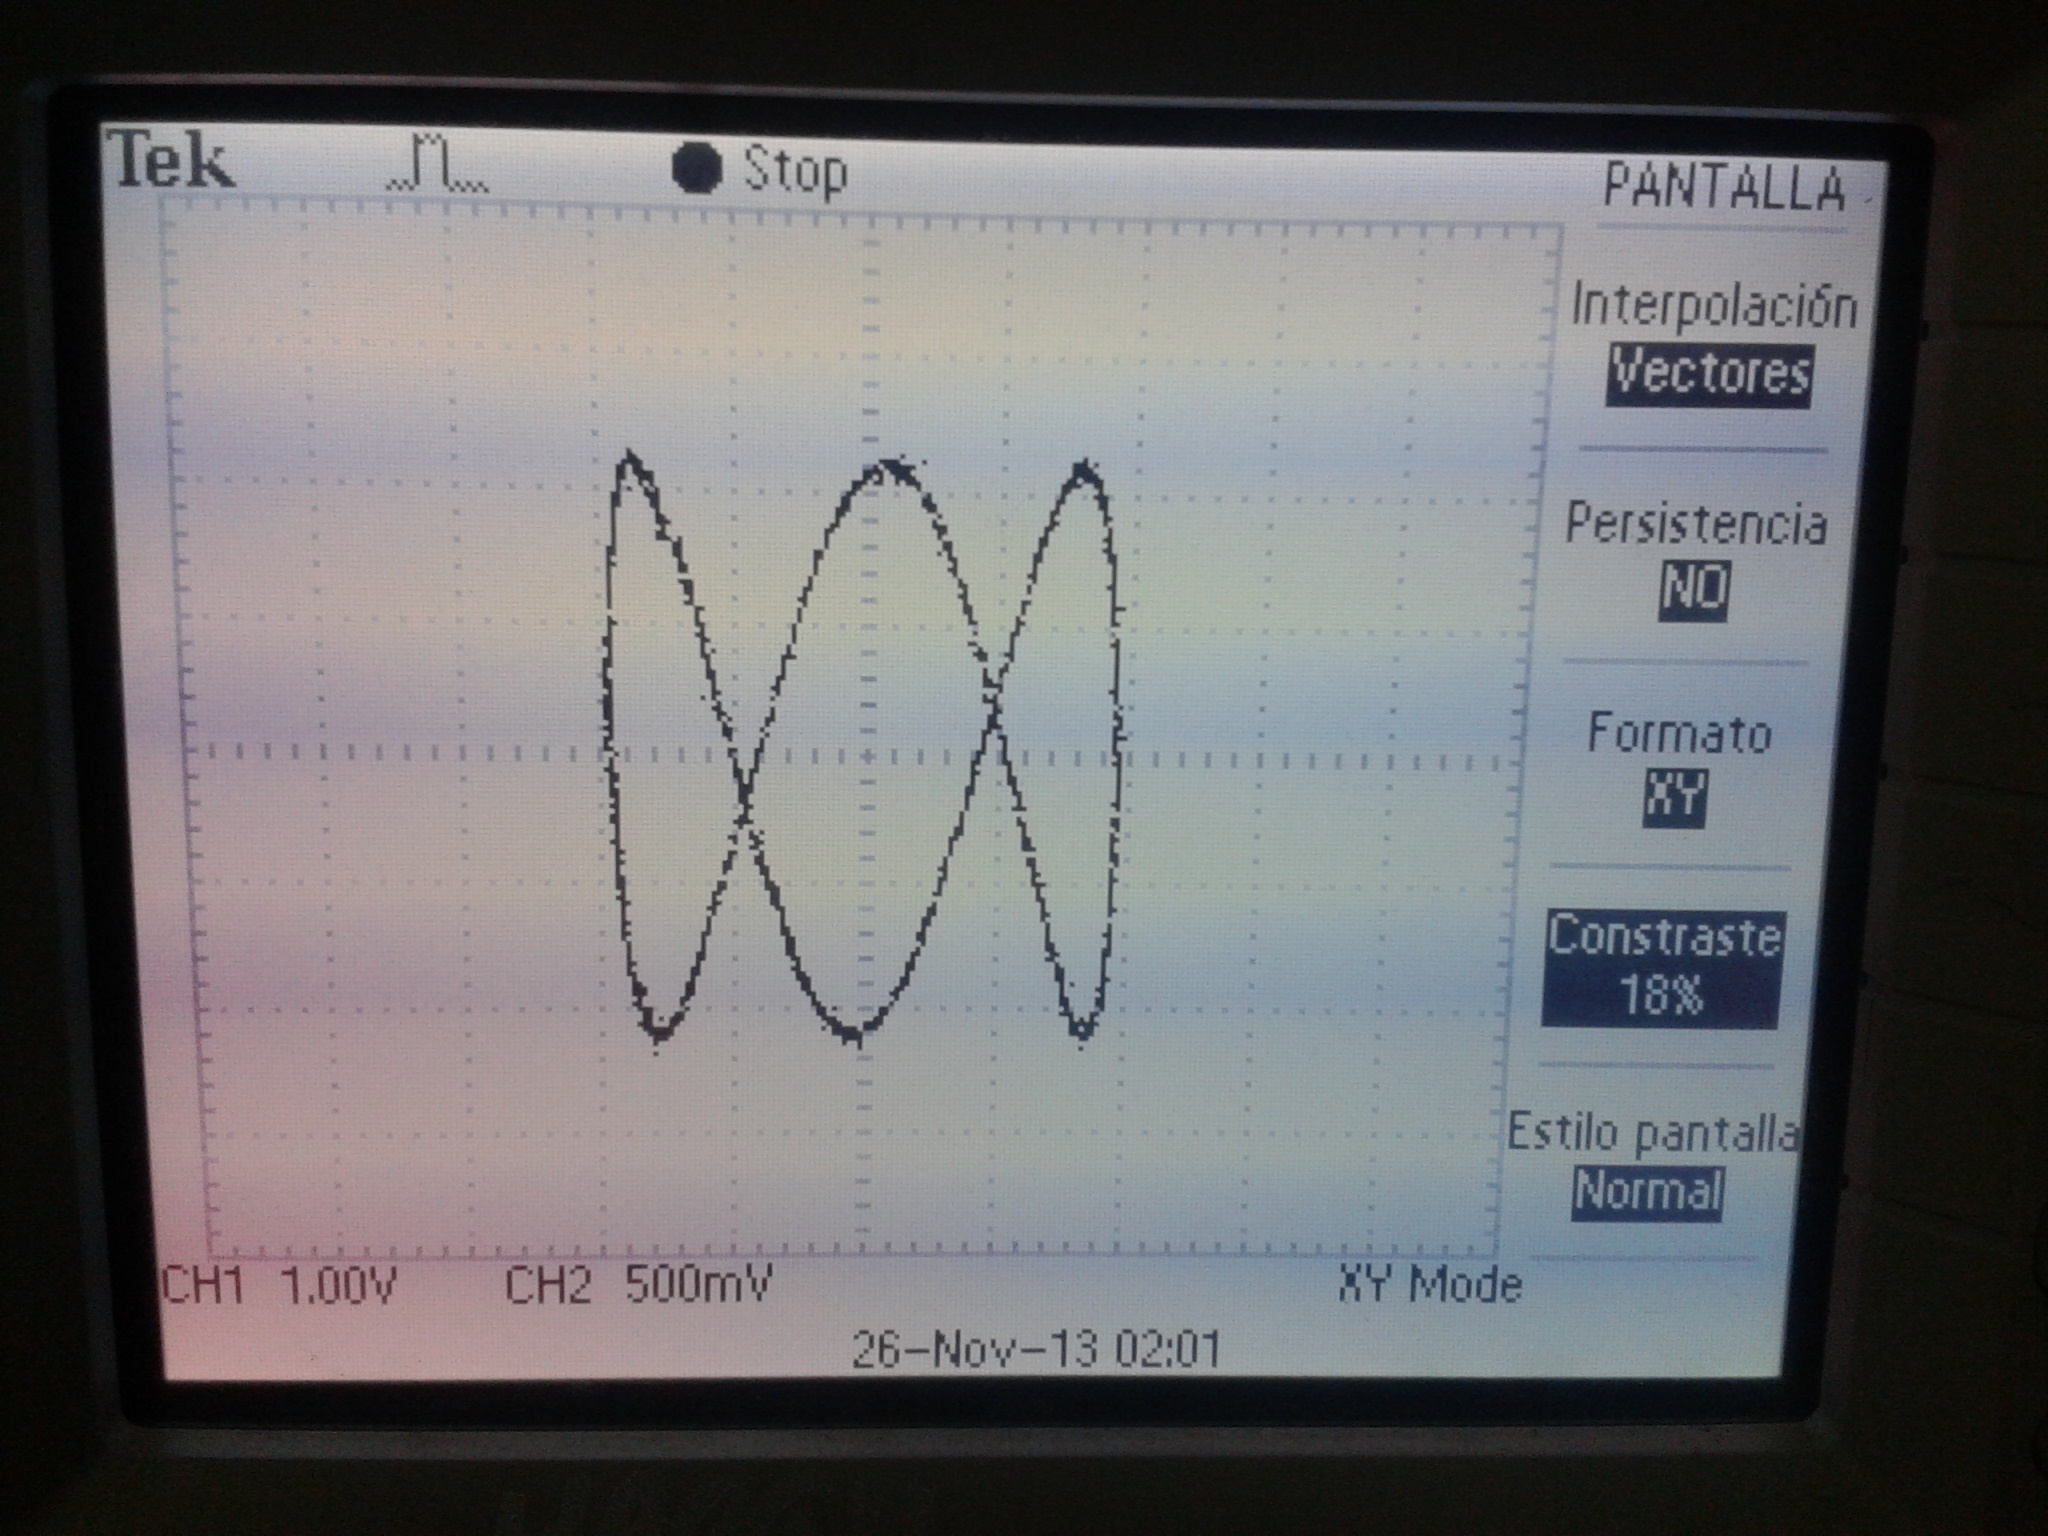 Tek Stop PANTALLA
Interpolación
Vectores
Persistencia
NO
Formato
XY
Constraste
18%
Estilo pantalla
Normal
CH1 1.00V CH2 500mV XY Mode
26-Nov-13 02:01